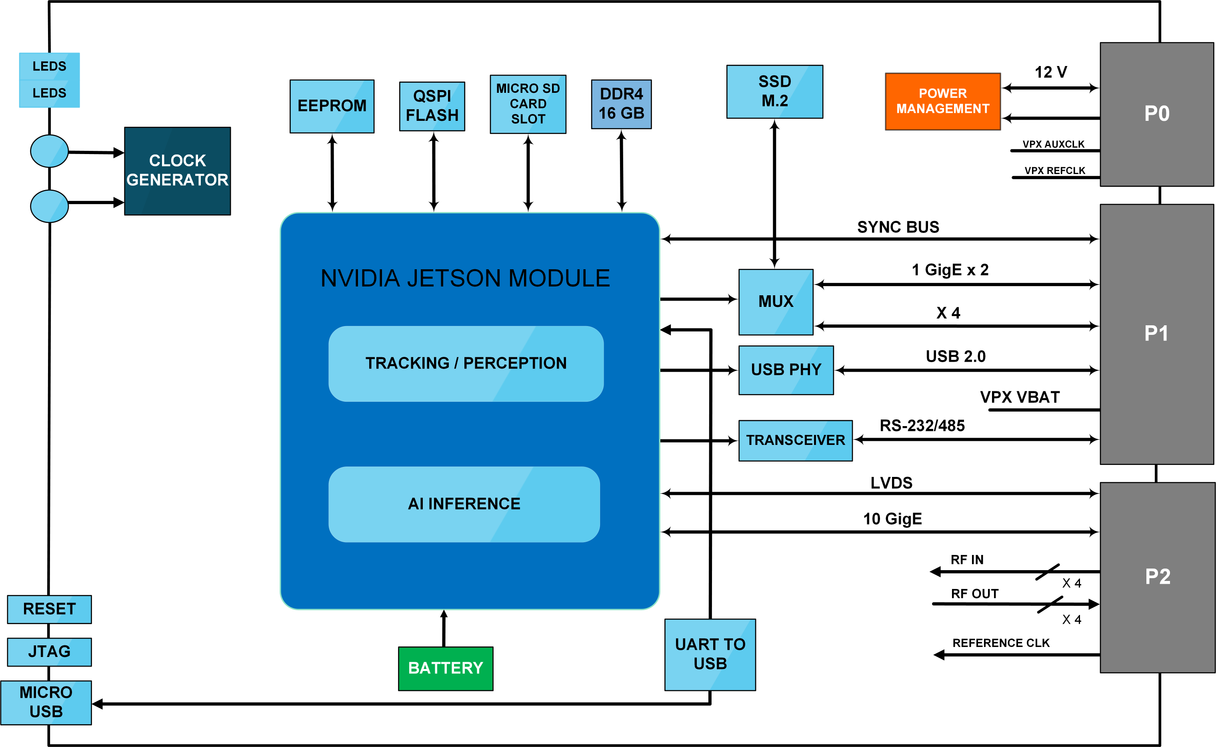 LEDS
LEDS
CLOCK
GENERATOR
EEPROM
QSPI
FLASH
MICRO SD
CARD
SLOT
DDR4
16 GB
SSD
M.2
POWER
MANAGEMENT
12 V
VPX AUXCLK
VPX REFCLK
P0
NVIDIA JETSON MODULE
TRACKING / PERCEPTION
AI INFERENCE
SYNC BUS
MUX
1 GigE x 2
X 4
USB PHY
USB 2.0
VPX VBAT
TRANSCEIVER
RS-232/485
P1
LVDS
10 GigE
RF IN
X 4
RF OUT
X 4
REFERENCE CLK
P2
RESET
JTAG
MICRO
USB
BATTERY
UART TO
USB